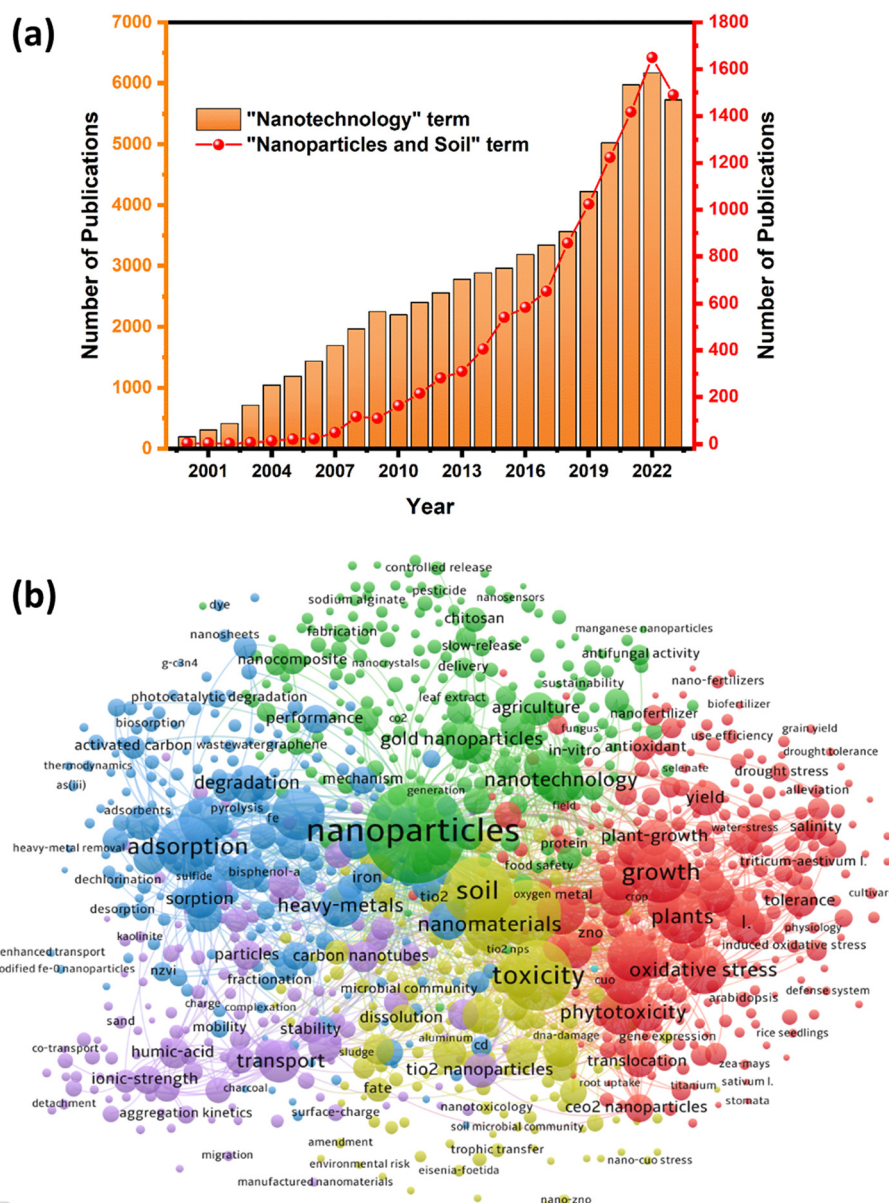 (a)
7000
6000
5000
4000
3000
2000
1000
0
Number of Publications
"Nanotechnology" term
"Nanoparticles and Soil" term
1800
1600
1400
1200
1000
800
600
400
200
0
Number of Publications
2001 2004 2007 2010 2013 2016 2019 2022
Year
(b)
controlled release
pesticide
nanosensors
dye
sodium alginate
chitosan
nanosheets
fabrication
manganese nanoparticles
slow-release
g-c3n4
nanocomposite
nanocrystals
delivery
antifungal activity
sustainability
nano-fertilizers
photocatalytic degradation
leaf extract
agriculture
biofertilizer
biosorption
performance
co2
nanofertilizer
fungus
grain yield
activated carbon
wastewater
graphene
gold nanoparticles
in-vitro
antioxidant
use efficiency
drought tolerance
thermodynamics
selenate
drought stress
as(iii)
degradation
mechanism
nanotechnology
alleviation
generation
yield
adsorbents
pyrolysis
field
fe
nanoparticles
plant-growth
water-stress
salinity
heavy-metal removal
adsorption
protein
food safety
triticum-aestivum l.
dechlorination
sulfide
bisphenol-a
iron
growth
tio2
soil
oxygen
metal
crop
tolerance
cultivar
desorption
sorption
heavy-metals
plants
l.
nanomaterials
physiology
kaolinite
zno
induced oxidative stress
enhanced transport
particles
carbon nanotubes
tio2 nps
odified fe-0 nanoparticles
nzvi
fractionation
toxicity
cuo
oxidative stress
microbial community
arabidopsis
defense system
charge
complexation
sand
mobility
stability
dissolution
phytotoxicity
aluminum
dna-damage
gene expression
rice seedlings
co-transport
humic-acid
transport
sludge
cd
translocation
zea-mays
tio2 nanoparticles
ionic-strength
charcoal
fate
root uptake
titanium
sativum l.
detachment
aggregation kinetics
surface-charge
nanotoxicology
ceo2 nanoparticles
stomata
soil microbial community
amendment
migration
environmental risk
trophic transfer
eisenia-foetida
nano-cuo stress
manufactured nanomaterials
nano-zno